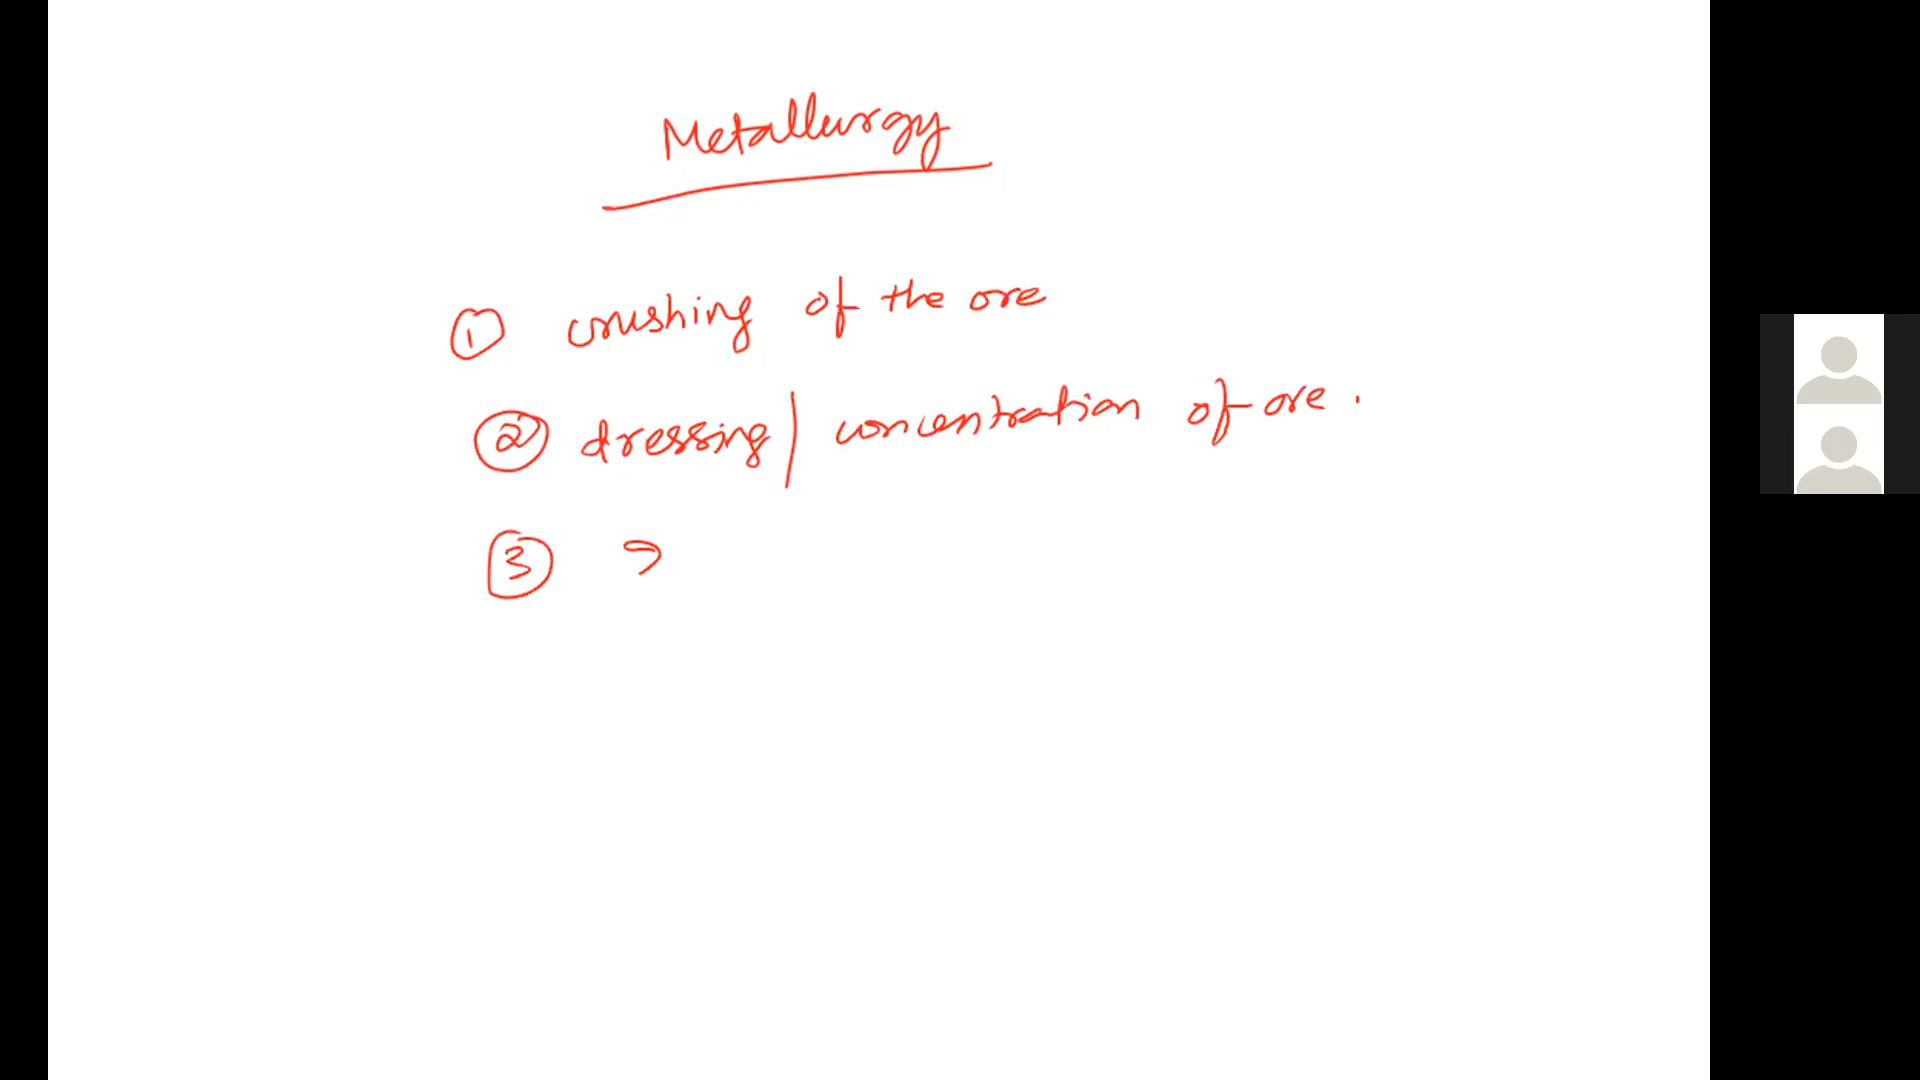 Metallurgy
① crushing of the ore
② dressing / concentration of ore .
③